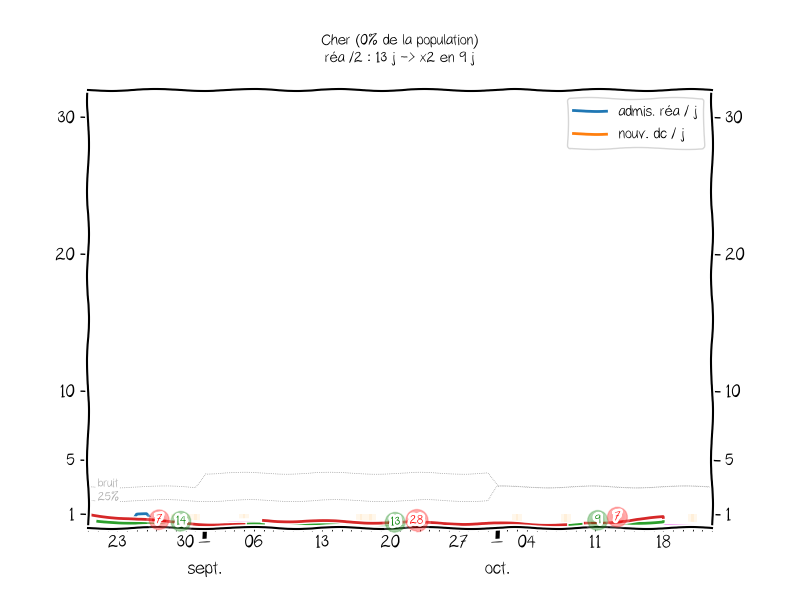 Cher (0% de la population)
réa /2 : 13 j -> x2 en 9 j
admis. réa / j
nouv. dc / j
30 30
20 20
10 10
5 5
bruit
25%
1 1
7 14 13 28 9 7
23 30 06 13 20 27 04 11 18
sept. oct.